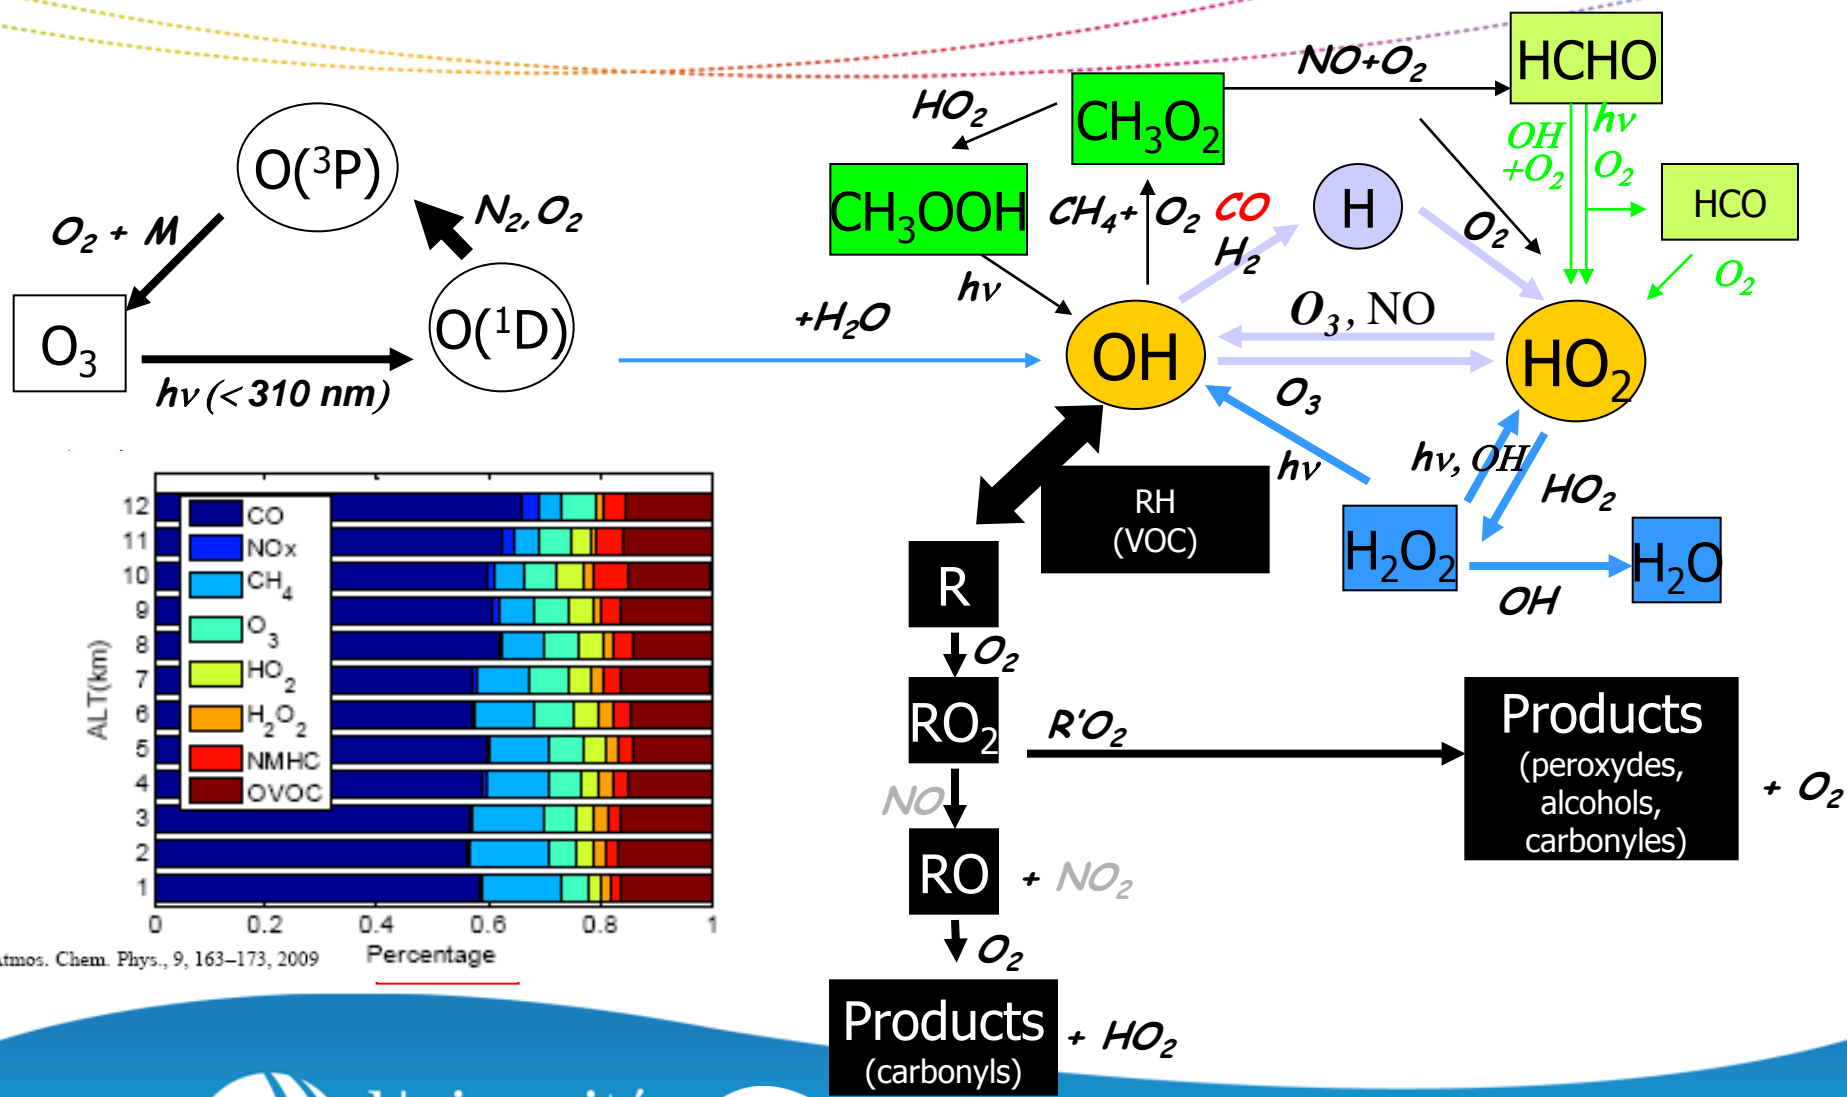 NO+O2
HCHO
HO2
CH3O2
OH
+O2
hν
O2
O(3P)
CH3OOH
CH4+ O2
CO
H2
H
O2
HCO
O2
O2 + M
N2, O2
hν
O3
O(1D)
+H2O
OH
O3, NO
HO2
hν (< 310 nm)
O3
hν
hν, OH
HO2
RH
(VOC)
H2O2
H2O
OH
R
O2
RO2
R'O2
Products
(peroxydes,
alcohols,
carbonyles)
+ O2
NO
RO
+ NO2
O2
Products
(carbonyls)
+ HO2
12
11
10
9
8
7
6
5
4
3
2
1
ALT(km)
CO
NOx
CH4
O3
HO2
H2O2
NMHC
OVOC
0
0.2
0.4
0.6
0.8
1
Percentage
Chem. Phys., 9, 163–173, 2009